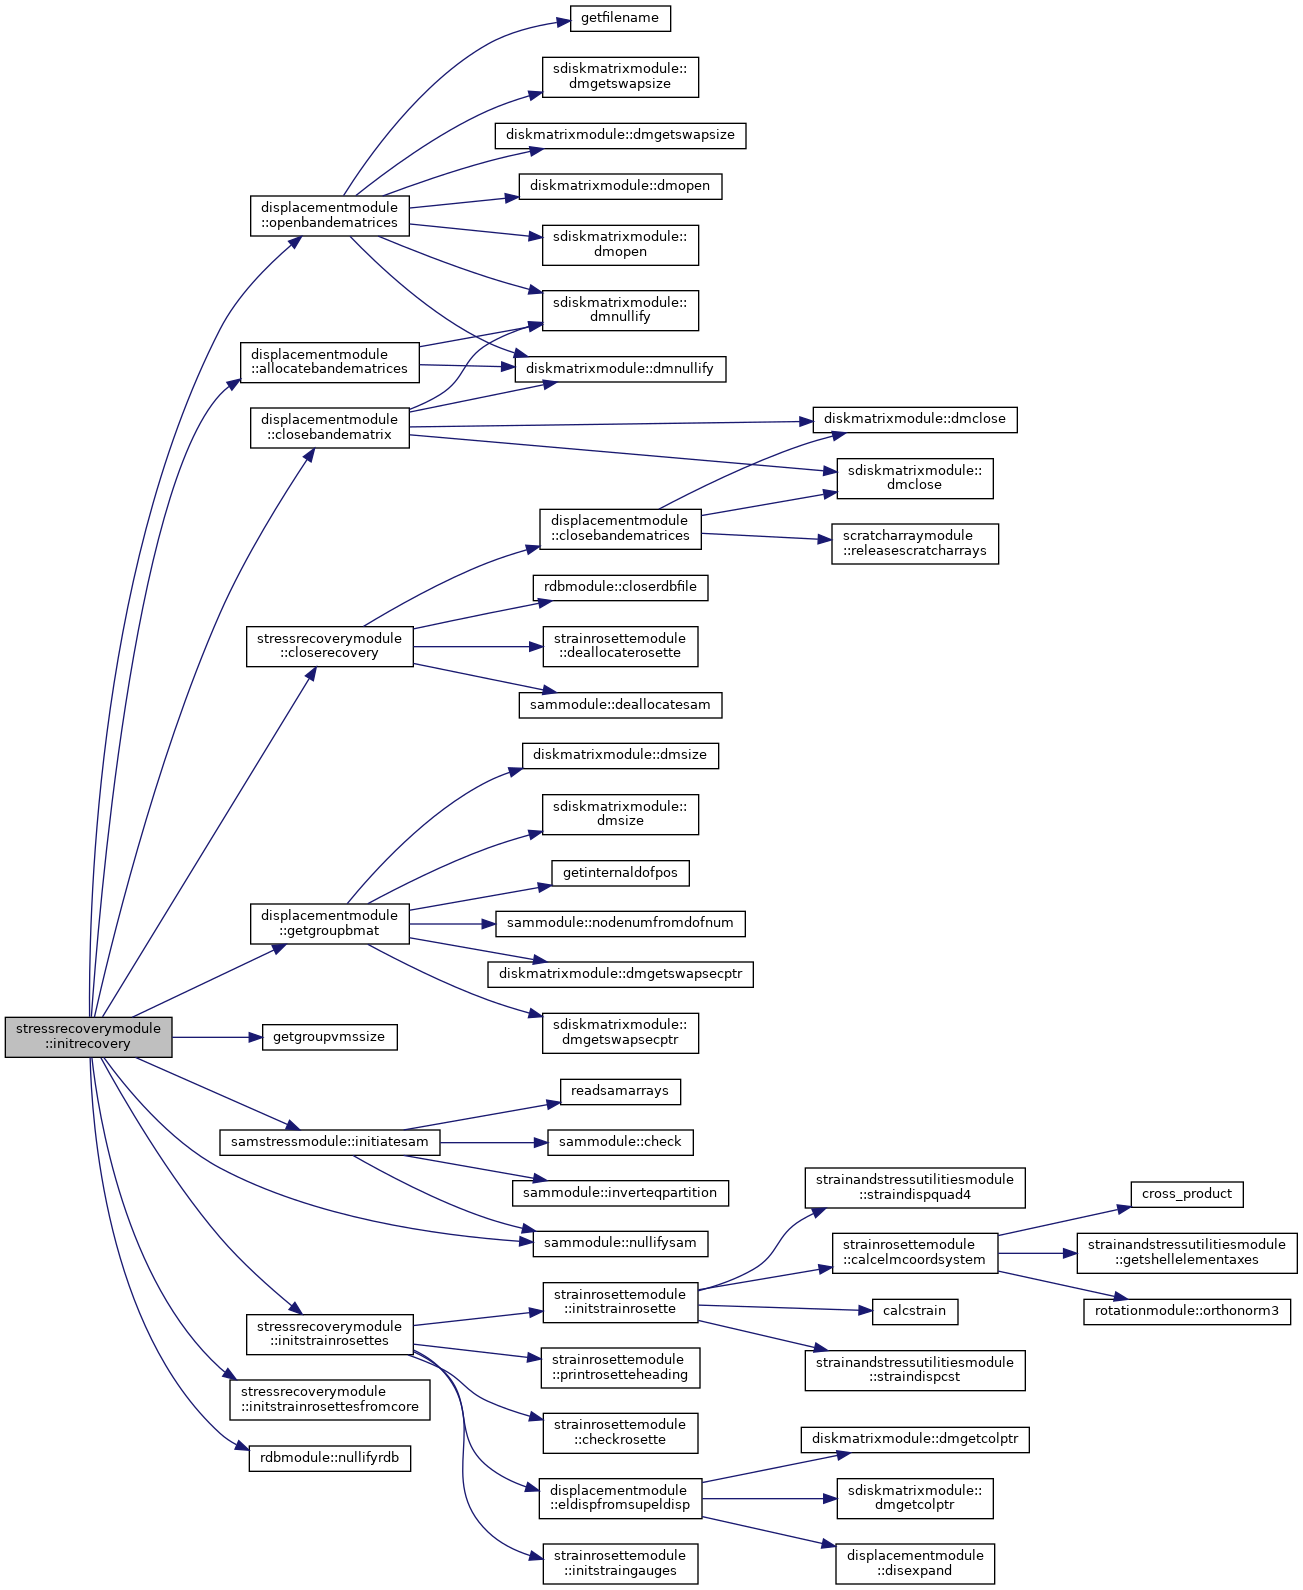 getfilename
sdiskmatrixmodule::
dmgetswapsize
diskmatrixmodule::dmgetswapsize
diskmatrixmodule::dmopen
displacementmodule
::openbandematrices
sdiskmatrixmodule::
dmopen
sdiskmatrixmodule::
dmnullify
displacementmodule
::allocatebandematrices
diskmatrixmodule::dmnullify
displacementmodule
::closebandematrix
diskmatrixmodule::dmclose
sdiskmatrixmodule::
dmclose
displacementmodule
::closebandematrices
scratcharraymodule
::releasescratcharrays
rdbmodule::closerdbfile
stressrecoverymodule
::closerecovery
strainrosettemodule
::deallocaterosette
sammodule::deallocatesam
diskmatrixmodule::dmsize
sdiskmatrixmodule::
dmsize
getinternaldofpos
displacementmodule
::getgroupbmat
sammodule::nodenumfromdofnum
diskmatrixmodule::dmgetswapsecptr
sdiskmatrixmodule::
dmgetswapsecptr
stressrecoverymodule
::initrecovery
getgroupvmssize
readsamarrays
samstressmodule::initiatesam
sammodule::check
sammodule::inverteqpartition
sammodule::nullifysam
strainandstressutilitiesmodule
::straindispquad4
cross_product
strainrosettemodule
::calcelmcoordsystem
strainandstressutilitiesmodule
::getshellelementaxes
strainrosettemodule
::initstrainrosette
calcstrain
rotationmodule::orthonorm3
stressrecoverymodule
::initstrainrosettes
strainrosettemodule
::printrosetteheading
strainandstressutilitiesmodule
::straindispcst
stressrecoverymodule
::initstrainrosettesfromcore
strainrosettemodule
::checkrosette
rdbmodule::nullifyrdb
diskmatrixmodule::dmgetcolptr
displacementmodule
::eldispfromsupeldisp
sdiskmatrixmodule::
dmgetcolptr
strainrosettemodule
::initstraingauges
displacementmodule
::disexpand